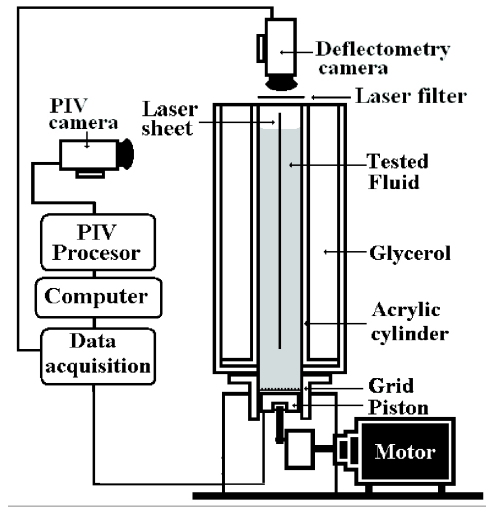 Deflectometry
camera
Laser filter
PIV
camera
Laser
sheet
Tested
Fluid
PIV
Procesor
Glycerol
Computer
Acrylic
cylinder
Data
acquisition
Grid
Piston
Motor